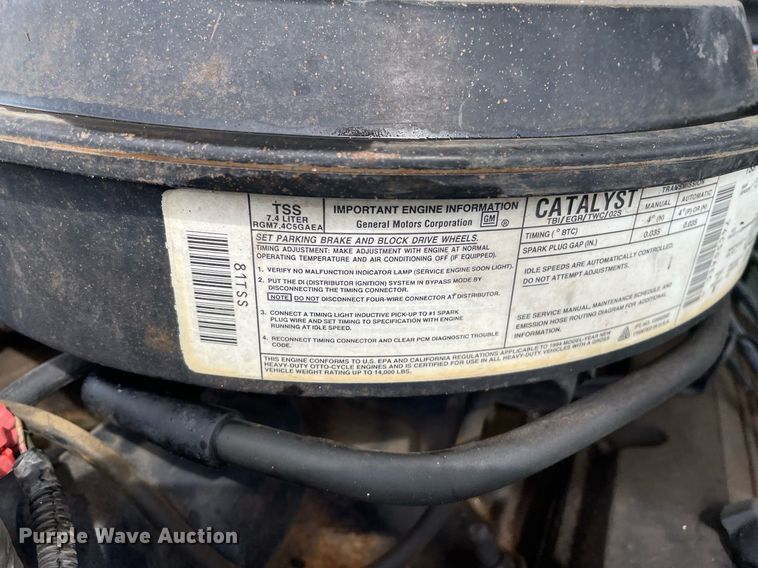 81TSS
TSS
7.4 LITER
RGM7.4C5GAEA
IMPORTANT ENGINE INFORMATION
General Motors Corporation GM ®
SET PARKING BRAKE AND BLOCK DRIVE WHEELS.
TIMING ADJUSTMENT: MAKE ADJUSTMENT WITH ENGINE AT NORMAL
OPERATING TEMPERATURE AND AIR CONDITIONING OFF (IF EQUIPPED).
1. VERIFY NO MALFUNCTION INDICATOR LAMP (SERVICE ENGINE SOON LIGHT).
2. PUT THE DI (DISTRIBUTOR IGNITION) SYSTEM IN BYPASS MODE BY
DISCONNECTING THE TIMING CONNECTOR.
NOTE DO NOT DISCONNECT FOUR-WIRE CONNECTOR AT DISTRIBUTOR.
3. CONNECT A TIMING LIGHT INDUCTIVE PICK-UP TO #1 SPARK
PLUG WIRE AND SET TIMING TO SPECIFICATION WITH ENGINE
RUNNING AT IDLE SPEED.
4. RECONNECT TIMING CONNECTOR AND CLEAR PCM DIAGNOSTIC TROUBLE
CODE.
CATALYST
TBI/EGR/TWC/O2S
TRANSMISSION
MANUAL AUTOMATIC
TIMING (°BTC) 4° (N) 4° (P) OR (N)
SPARK PLUG GAP (IN.) 0.035 0.035
IDLE SPEEDS ARE AUTOMATICALLY CONTROLLED.
DO NOT ATTEMPT ADJUSTMENTS.
SEE SERVICE MANUAL, MAINTENANCE SCHEDULE AND
EMISSION HOSE ROUTING DIAGRAM FOR ADDITIONAL
INFORMATION.
PRINTED IN U.S.A.
THIS ENGINE CONFORMS TO U.S. EPA AND CALIFORNIA REGULATIONS APPLICABLE TO 1994 MODEL-YEAR NEW
HEAVY-DUTY OTTO-CYCLE ENGINES AND IS CERTIFIED FOR USE IN ALL HEAVY-DUTY VEHICLES WITH A GROSS
VEHICLE WEIGHT RATING UP TO 14,000 LBS.
Purple Wave Auction